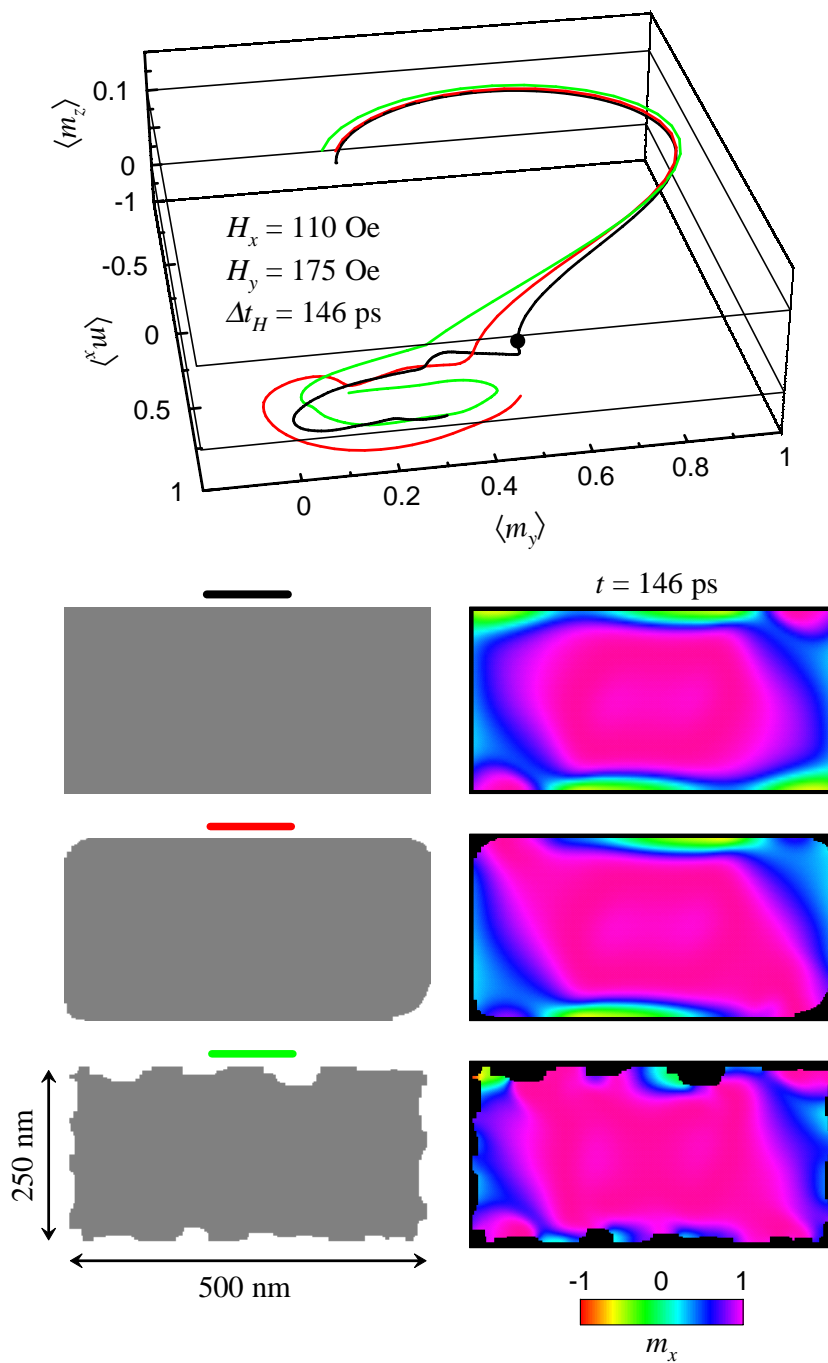 ⟨m_z⟩
0.1
0
-1
-0.5
0
0.5
1
⟨m_x⟩
H_x = 110 Oe
H_y = 175 Oe
Δt_H = 146 ps
0
0.2
0.4
0.6
0.8
1
⟨m_y⟩
t = 146 ps
250 nm
500 nm
-1 0 1
m_x